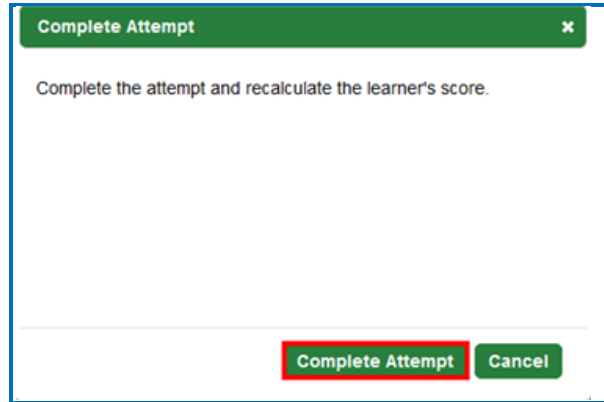 Complete Attempt
Complete the attempt and recalculate the learner's score.
Complete Attempt Cancel